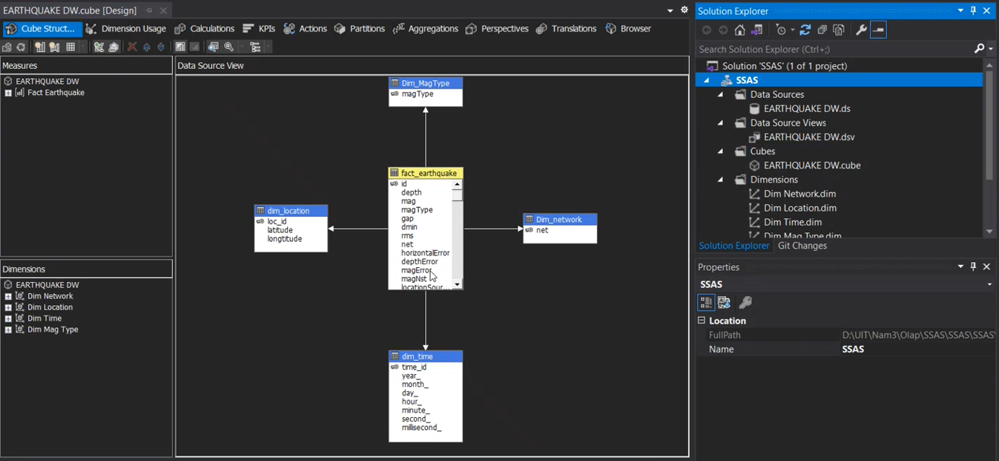 EARTHQUAKE DW.cube [Design]
Cube Struct...
Dimension Usage
Calculations
KPIs
Actions
Partitions
Aggregations
Perspectives
Translations
Browser
Measures
EARTHQUAKE DW
Fact Earthquake
Dimensions
EARTHQUAKE DW
Dim Network
Dim Location
Dim Time
Dim Mag Type
Data Source View
Dim_MagType
magType
fact_earthquake
id
depth
mag
magType
gap
dmin
rms
net
horizontalError
depthError
magError
magNst
locationSour...
dim_location
loc_id
latitude
longtitude
Dim_network
net
dim_time
time_id
year_
month_
day_
hour_
minute_
second_
millisecond_
Solution Explorer
Search Solution Explorer (Ctrl+;)
Solution 'SSAS' (1 of 1 project)
SSAS
Data Sources
EARTHQUAKE DW.ds
Data Source Views
EARTHQUAKE DW.dsv
Cubes
EARTHQUAKE DW.cube
Dimensions
Dim Network.dim
Dim Location.dim
Dim Time.dim
Dim Mag Type.dim
Solution Explorer
Git Changes
Properties
SSAS
Location
FullPath D:\UIT\Nam3\Olap\SSAS\SSAS\SSAS\
Name SSAS